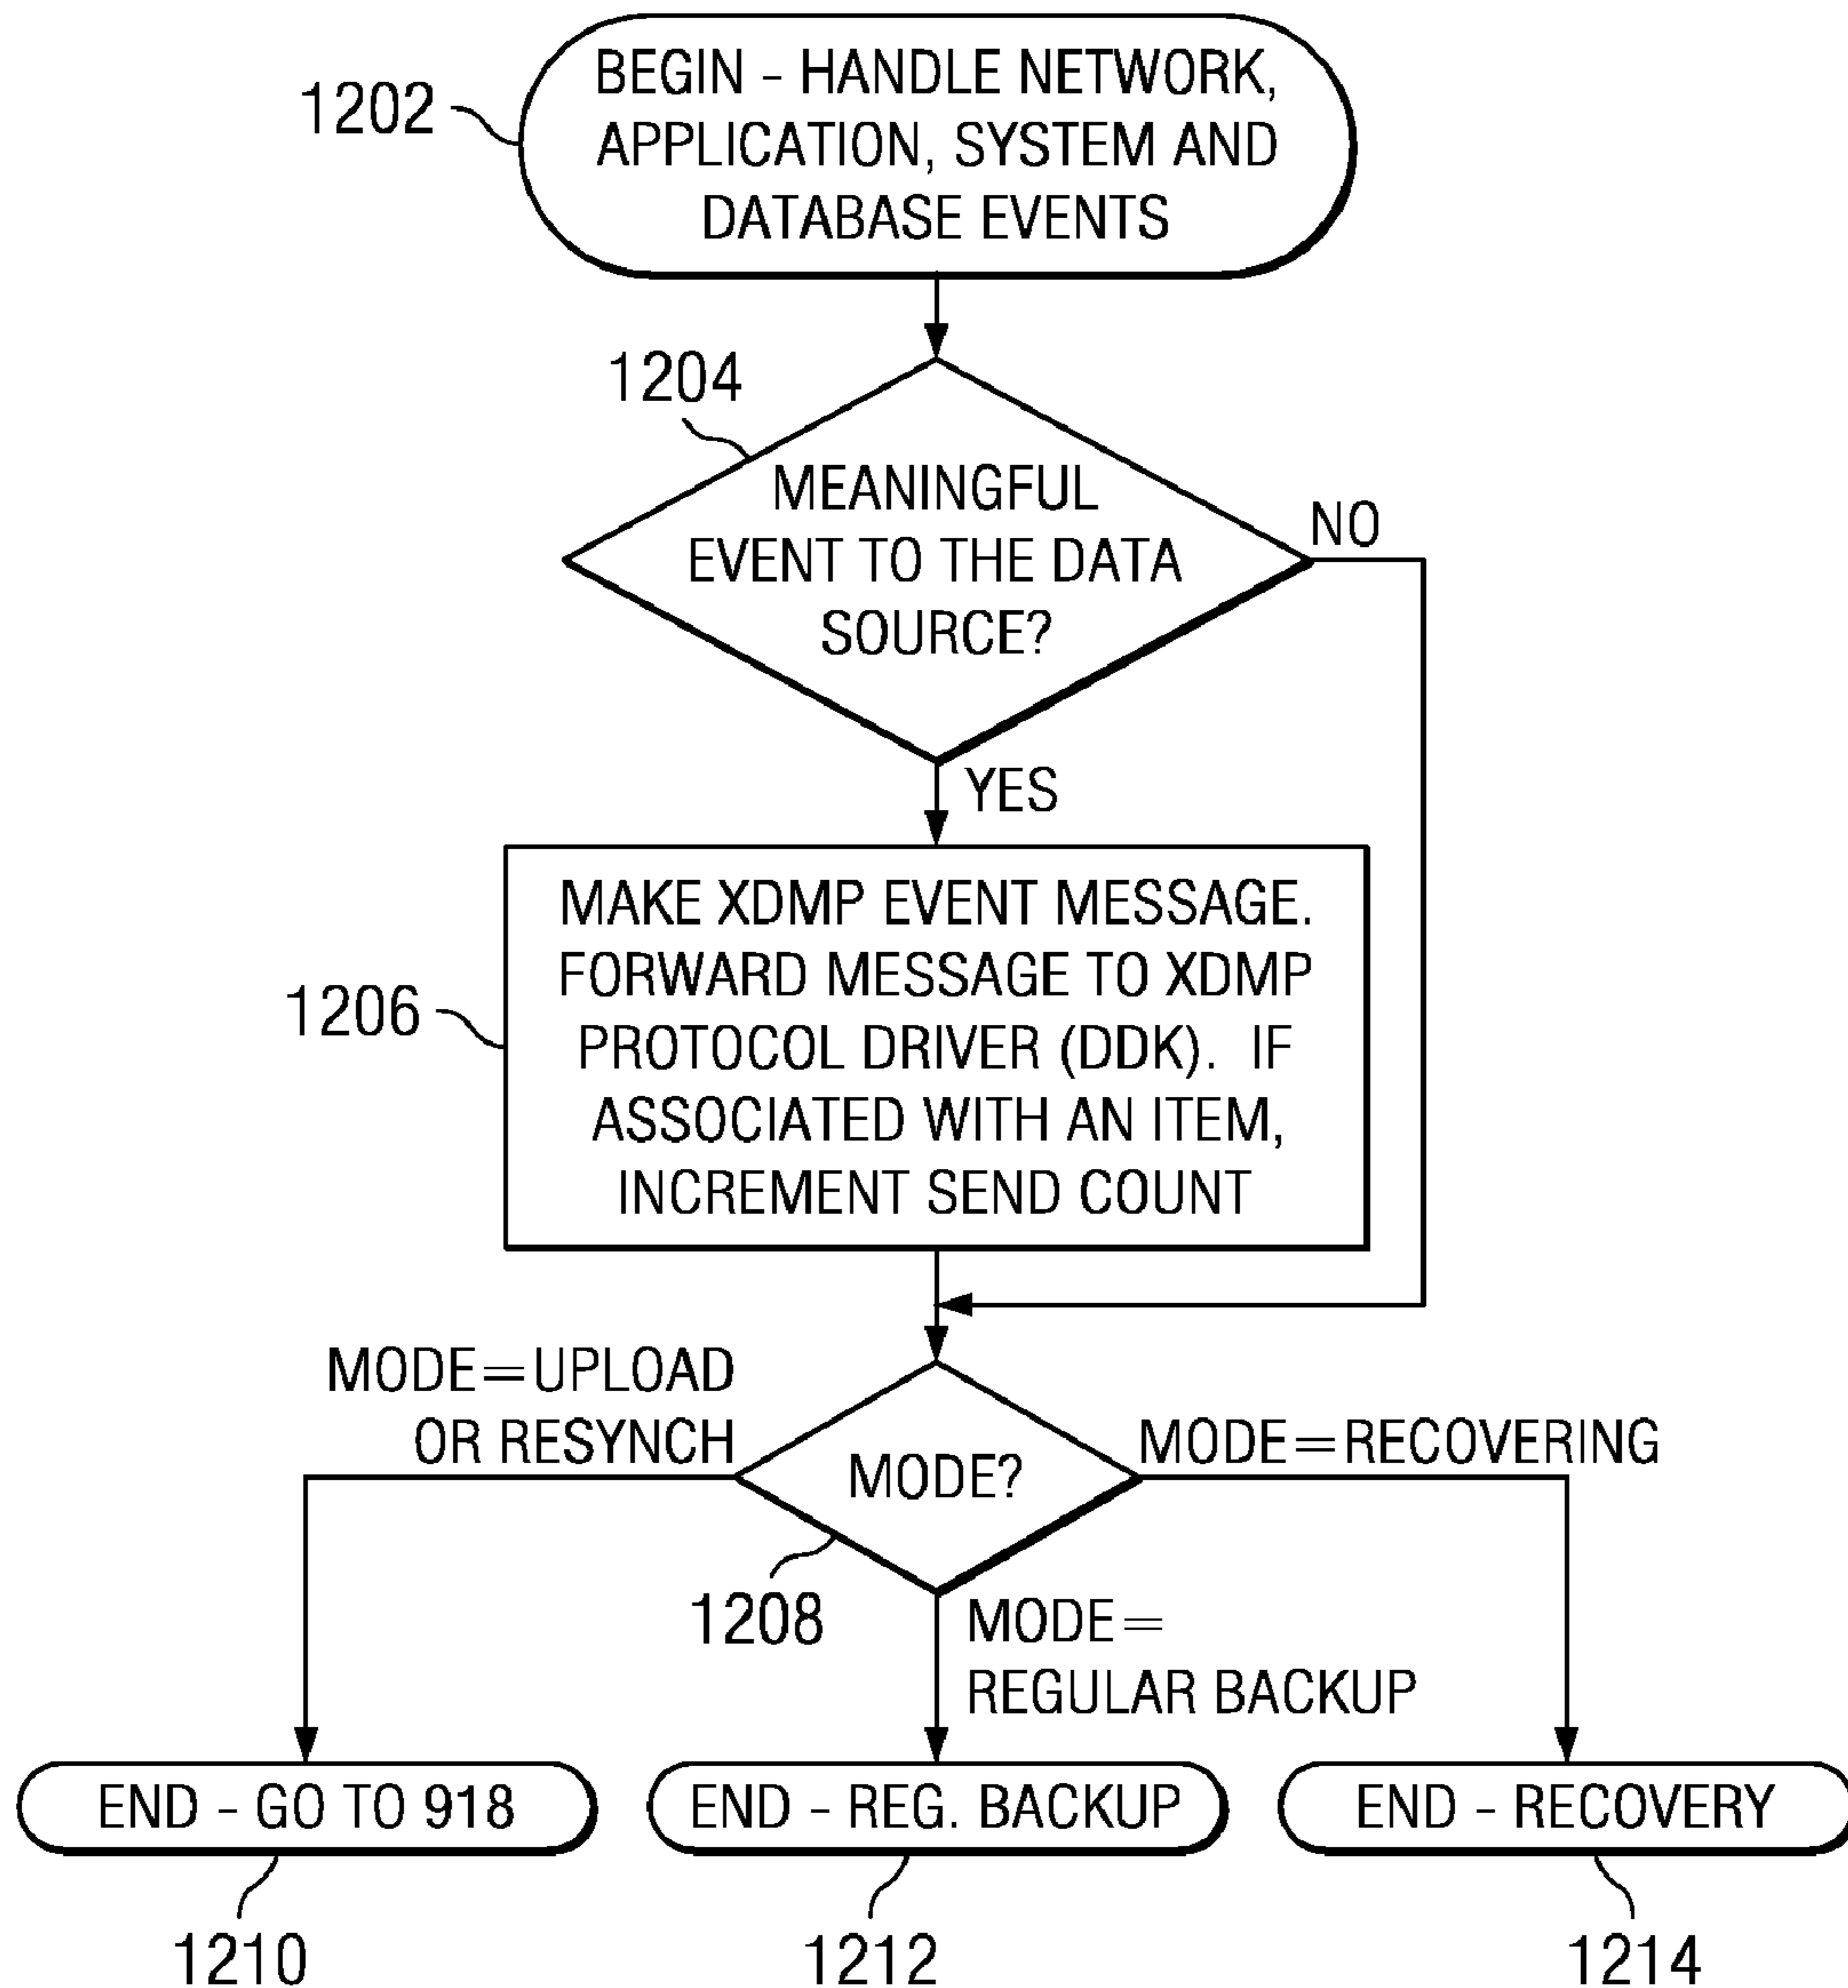 BEGIN - HANDLE NETWORK,
APPLICATION, SYSTEM AND
DATABASE EVENTS
1202
1204
MEANINGFUL
EVENT TO THE DATA
SOURCE?
NO
YES
MAKE XDMP EVENT MESSAGE.
FORWARD MESSAGE TO XDMP
PROTOCOL DRIVER (DDK). IF
ASSOCIATED WITH AN ITEM,
INCREMENT SEND COUNT
1206
MODE=UPLOAD
OR RESYNCH
MODE?
MODE=RECOVERING
1208
MODE=
REGULAR BACKUP
END - GO TO 918
END - REG. BACKUP
END - RECOVERY
1210
1212
1214